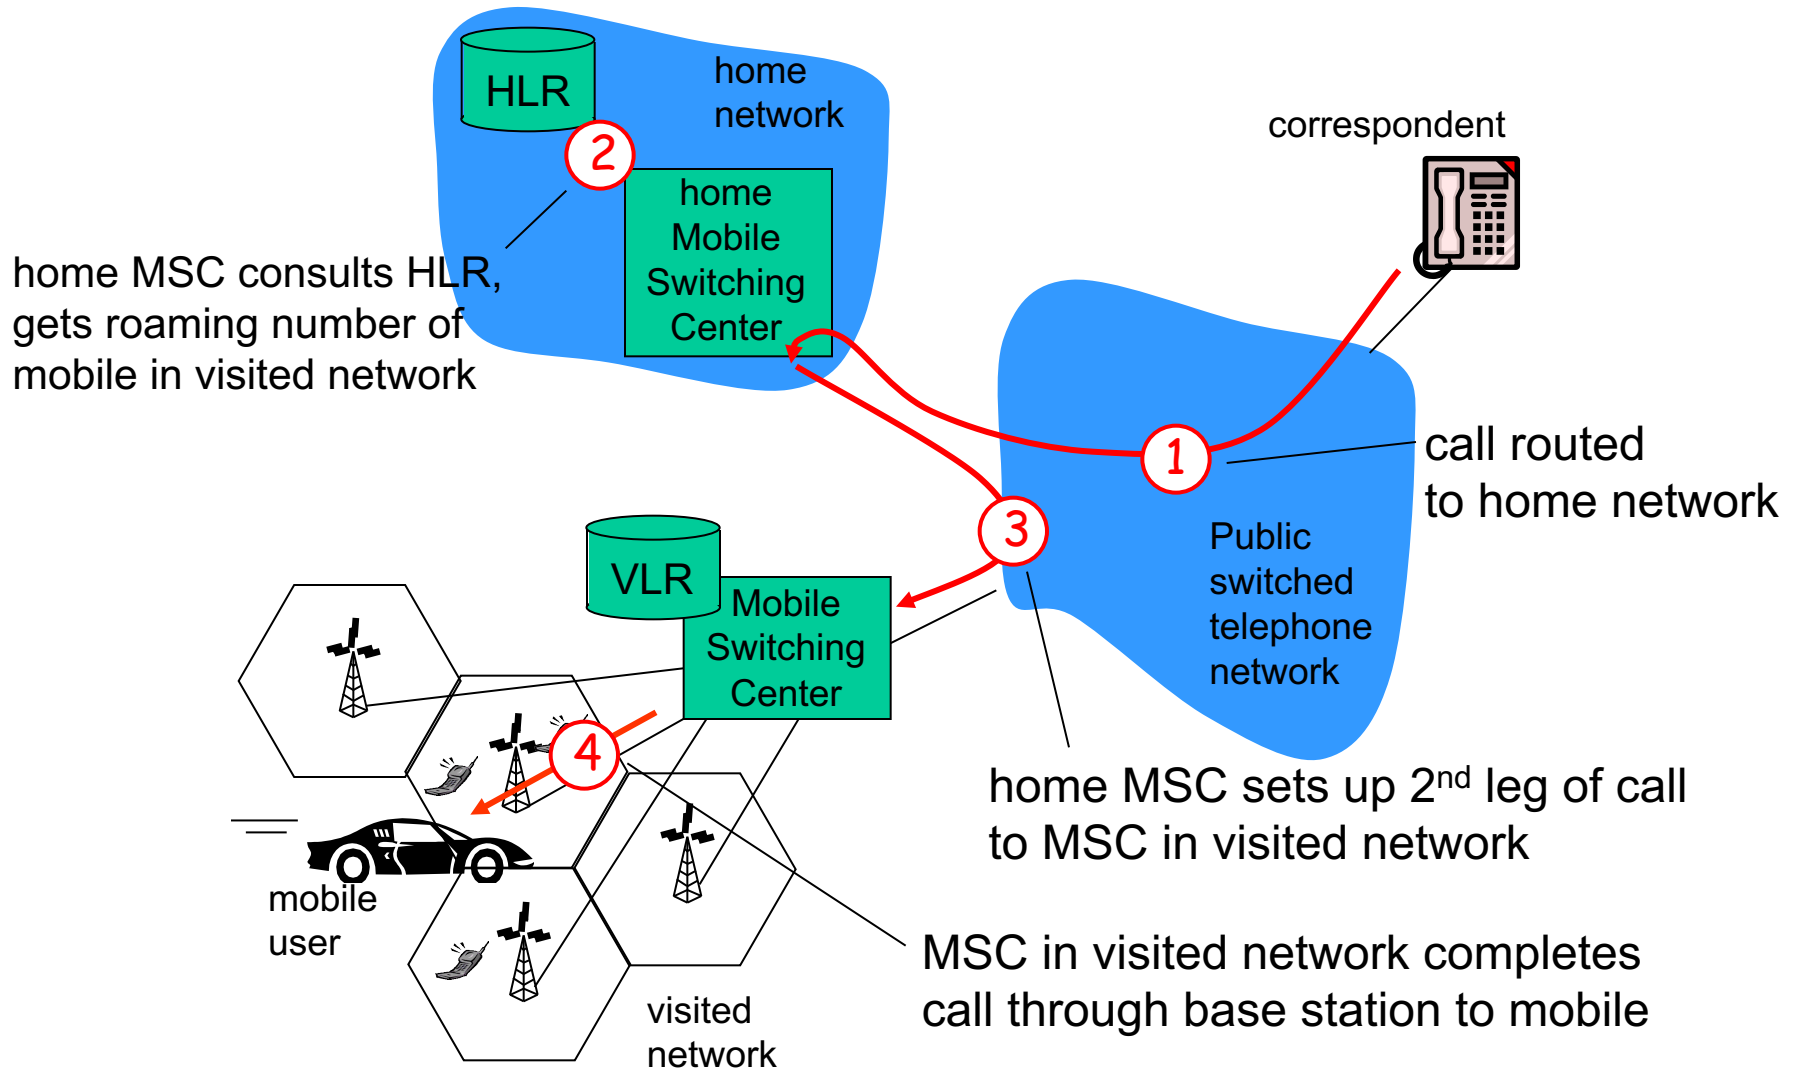 HLR
home
network
2
home
Mobile
Switching
Center
correspondent
home MSC consults HLR,
gets roaming number of
mobile in visited network
1
call routed
to home network
3
Public
switched
telephone
network
VLR
Mobile
Switching
Center
4
home MSC sets up 2nd leg of call
to MSC in visited network
mobile
user
MSC in visited network completes
call through base station to mobile
visited
network